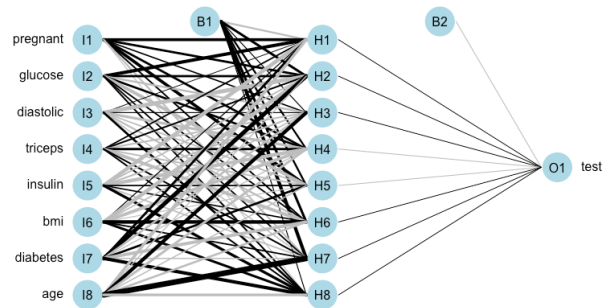 B1 B2
pregnant I1 H1
glucose I2 H2
diastolic I3 H3
triceps I4 H4
O1 test
insulin I5 H5
bmi I6 H6
diabetes I7 H7
age I8 H8